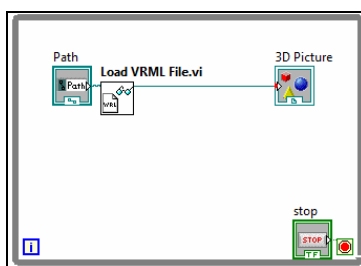 Path
3D Picture
Load VRML File.vi
Path
WRL
stop
STOP
TF
i